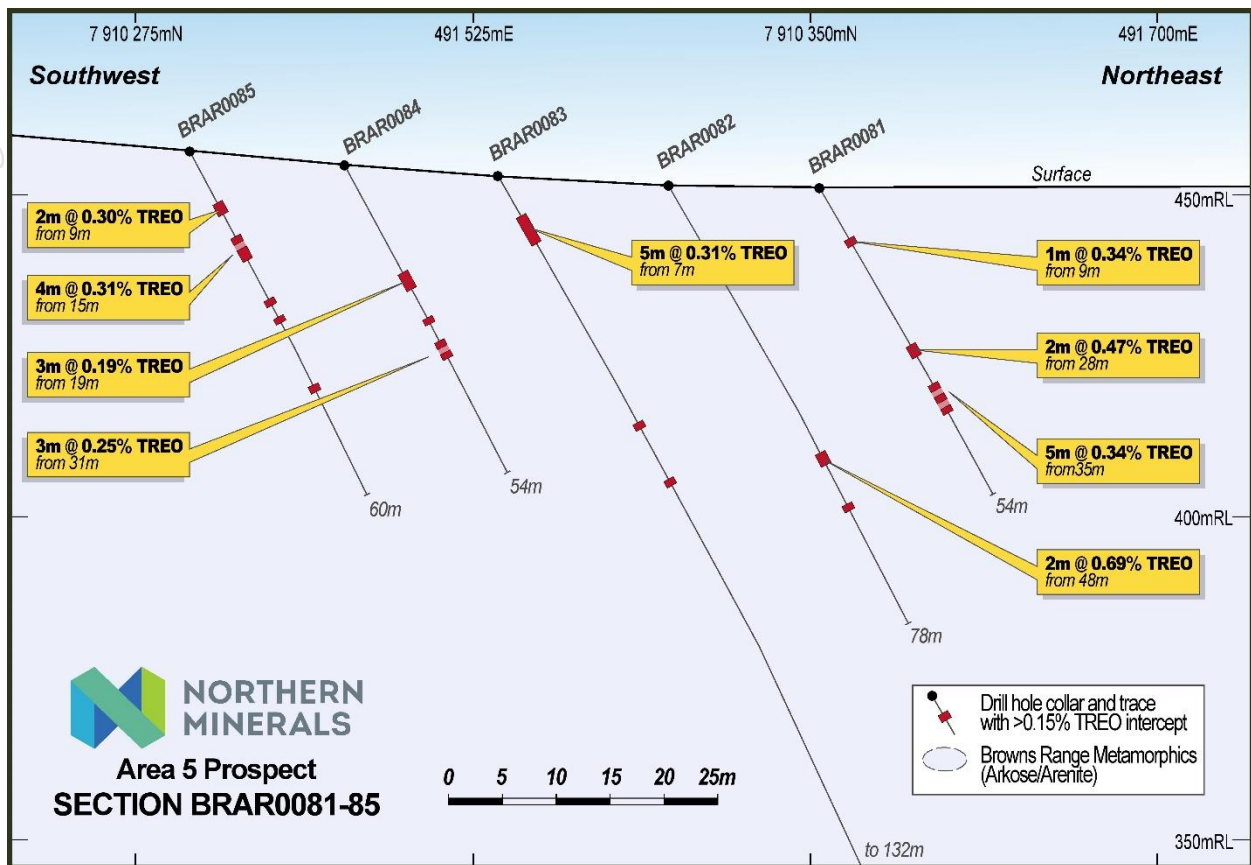 7 910 275mN
491 525mE
7 910 350mN
491 700mE
Southwest
Northeast
BRAR0085
BRAR0084
BRAR0083
BRAR0082
BRAR0081
Surface
450mRL
2m @ 0.30% TREO
from 9m
4m @ 0.31% TREO
from 15m
3m @ 0.19% TREO
from 19m
3m @ 0.25% TREO
from 31m
5m @ 0.31% TREO
from 7m
1m @ 0.34% TREO
from 9m
2m @ 0.47% TREO
from 28m
5m @ 0.34% TREO
from35m
2m @ 0.69% TREO
from 48m
60m
54m
54m
400mRL
78m
to 132m
350mRL
NORTHERN
MINERALS
Area 5 Prospect
SECTION BRAR0081-85
0 5 10 15 20 25m
Drill hole collar and trace
with >0.15% TREO intercept
Browns Range Metamorphics
(Arkose/Arenite)